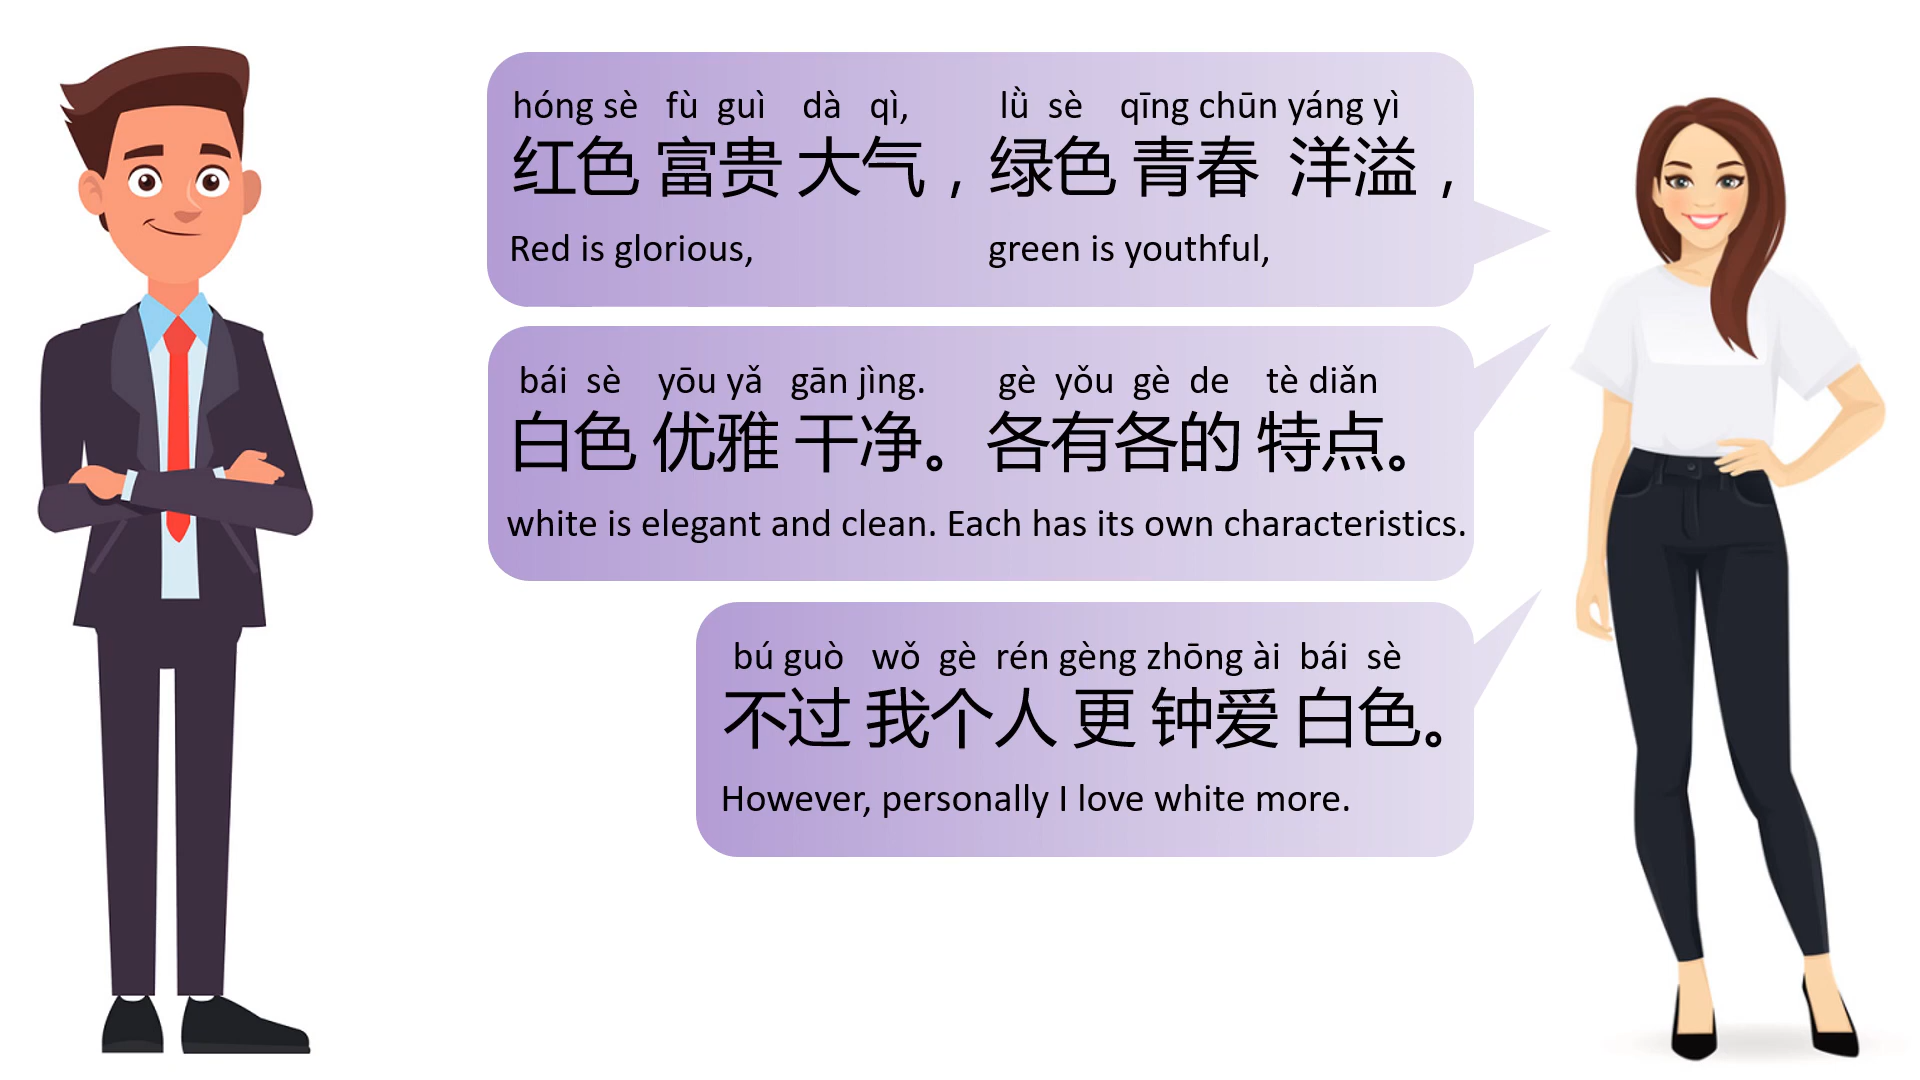 hóng sè fù guì dà qì, lǜ sè qīng chūn yáng yì
红色 富贵 大气，绿色 青春 洋溢，
Red is glorious, green is youthful,
bái sè yōu yǎ gān jìng. gè yǒu gè de tè diǎn
白色 优雅 干净。各有各的 特点。
white is elegant and clean. Each has its own characteristics.
bú guò wǒ gè rén gèng zhōng ài bái sè
不过 我个人 更 钟爱 白色。
However, personally I love white more.